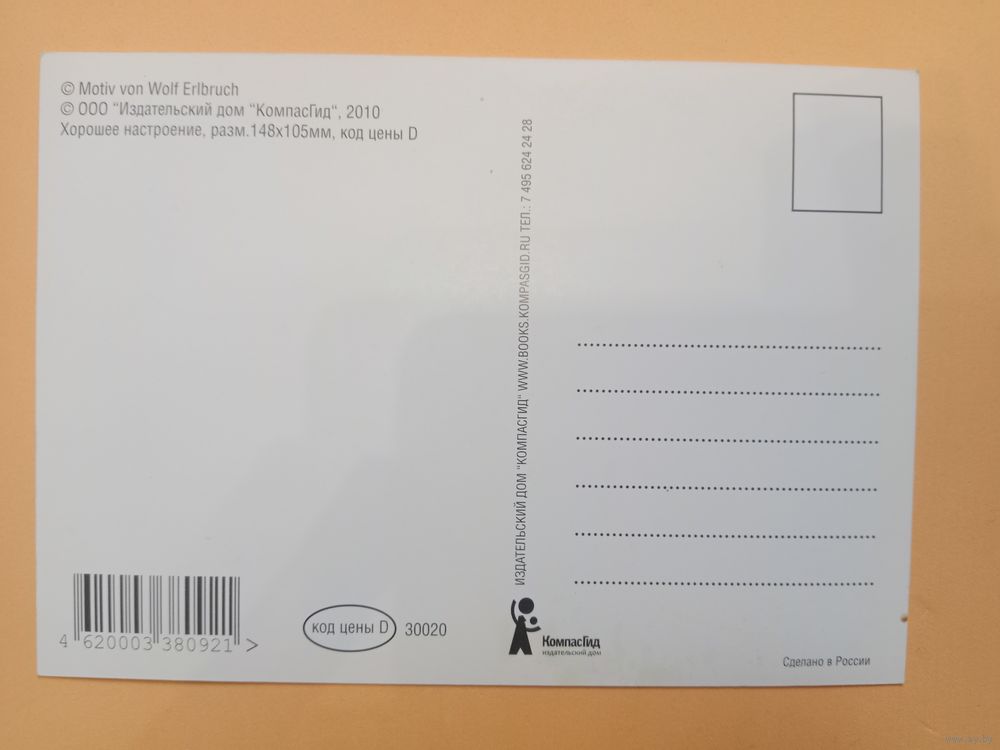 © Motiv von Wolf Erlbruch
© ООО "Издательский дом "КомпасГид", 2010
Хорошее настроение, разм.148х105мм, код цены D
ИЗДАТЕЛЬСКИЙ ДОМ "КОМПАСГИД" WWW.BOOKS.KOMPASGID.RU ТЕЛ.: 7 495 624 24 28
4 620003 380921 >
код цены D 30020
КомпасГид
издательский дом
Сделано в России